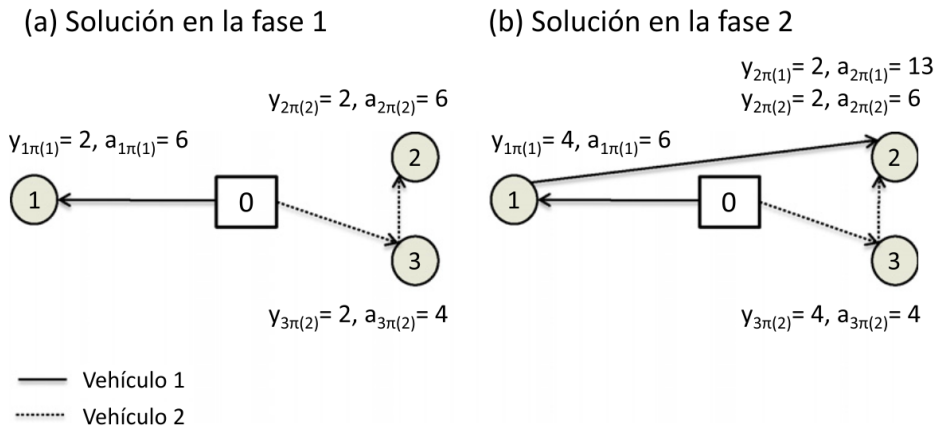 (a) Solución en la fase 1
y2π(2)= 2, a2π(2)= 6
y1π(1)= 2, a1π(1)= 6
1
0
2
3
y3π(2)= 2, a3π(2)= 4
Vehículo 1
Vehículo 2
(b) Solución en la fase 2
y2π(1)= 2, a2π(1)= 13
y2π(2)= 2, a2π(2)= 6
y1π(1)= 4, a1π(1)= 6
1
0
2
3
y3π(2)= 4, a3π(2)= 4